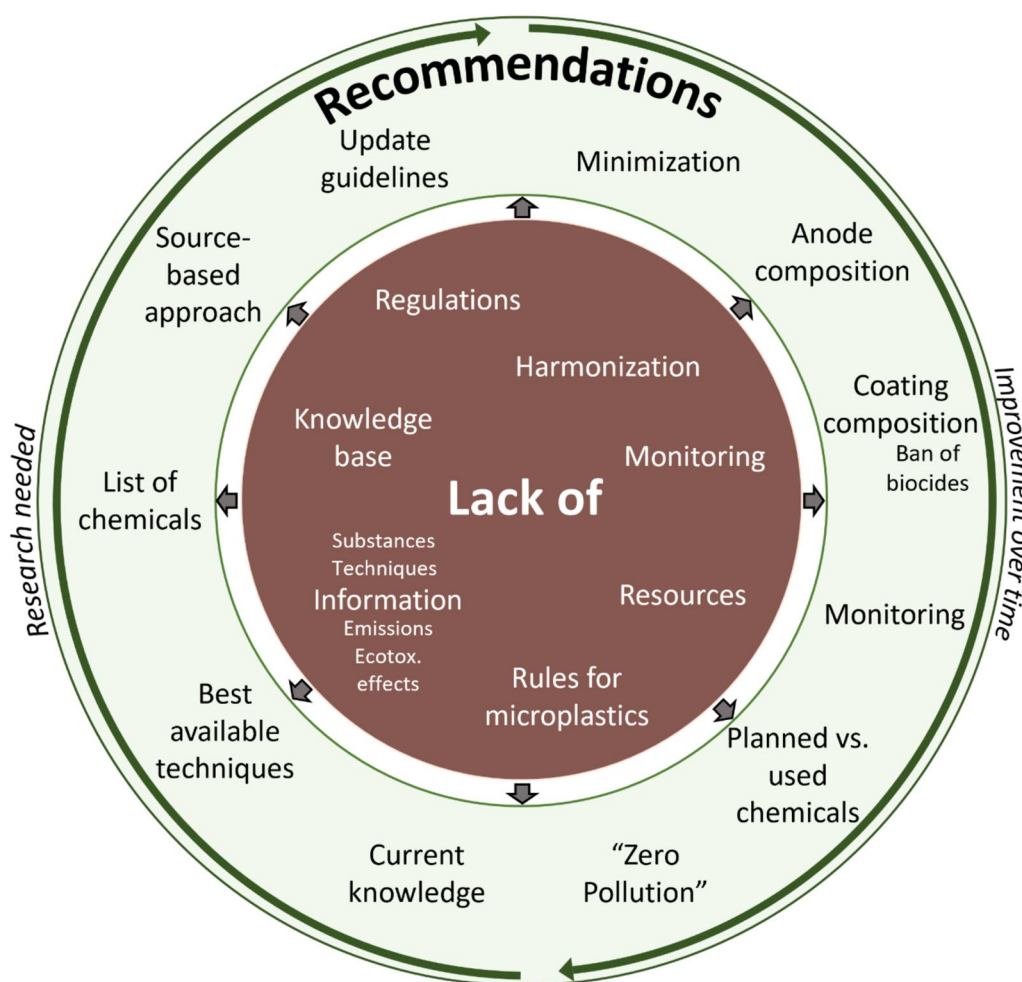 Recommendations
Update
guidelines
Minimization
Anode
composition
Coating
composition
Ban of
biocides
Monitoring
Planned vs.
used
chemicals
“Zero
Pollution”
Current
knowledge
Best
available
techniques
List of
chemicals
Source-
based
approach
Research needed
Improvement over time
Lack of
Regulations
Harmonization
Knowledge
base
Monitoring
Substances
Techniques
Information
Emissions
Ecotox.
effects
Resources
Rules for
microplastics